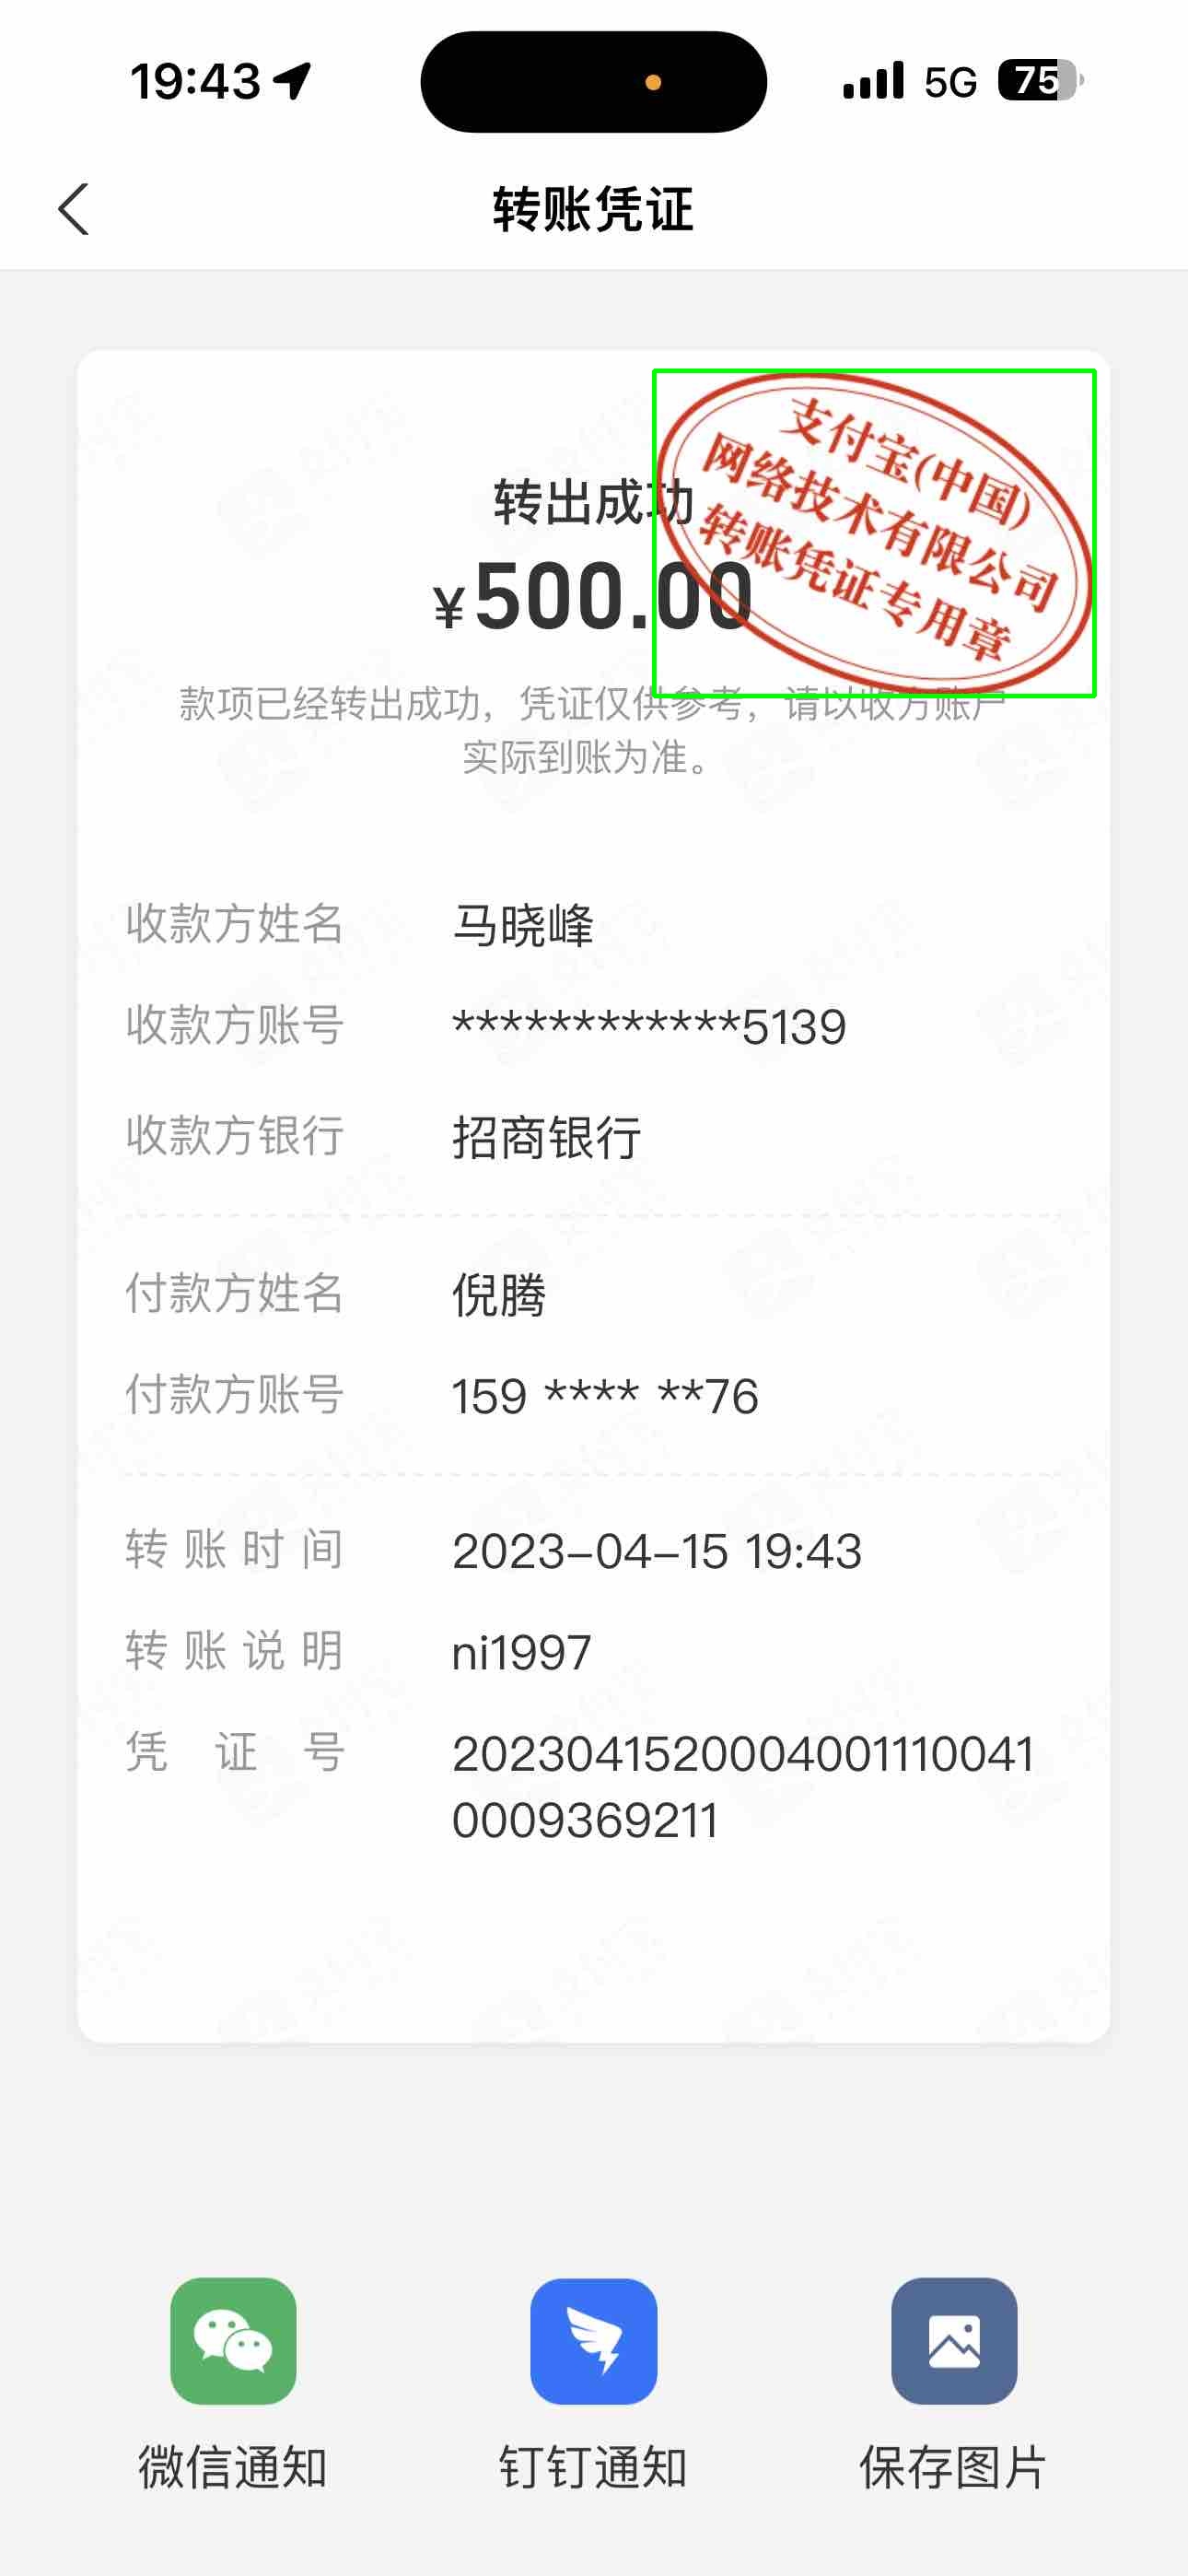 19:43
5G
75
转账凭证
支付宝(中国)
网络技术有限公司
转账凭证专用章
转出成功
¥500.00
款项已经转出成功，凭证仅供参考，请以收方账户
实际到账为准。
收款方姓名 马晓峰
收款方账号 ************5139
收款方银行 招商银行
付款方姓名 倪腾
付款方账号 159 **** **76
转账时间 2023-04-15 19:43
转账说明 ni1997
凭证号 2023041520004001110041
0009369211
微信通知
钉钉通知
保存图片